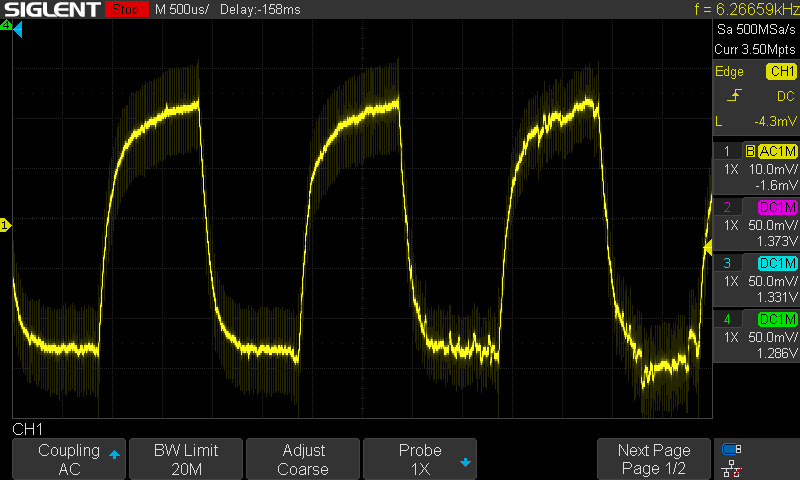 SIGLENT Stop M 500us/ Delay:-158ms f = 6.26659kHz
Sa 500MSa/s
Curr 3.50Mpts
Edge CH1
DC
L -4.3mV
1 B AC1M
1X 10.0mV/
-1.6mV
2 DC1M
1X 50.0mV/
1.373V
3 DC1M
1X 50.0mV/
1.331V
4 DC1M
1X 50.0mV/
1.286V
4
1
CH1
Coupling BW Limit Adjust Probe Next Page
AC 20M Coarse 1X Page 1/2